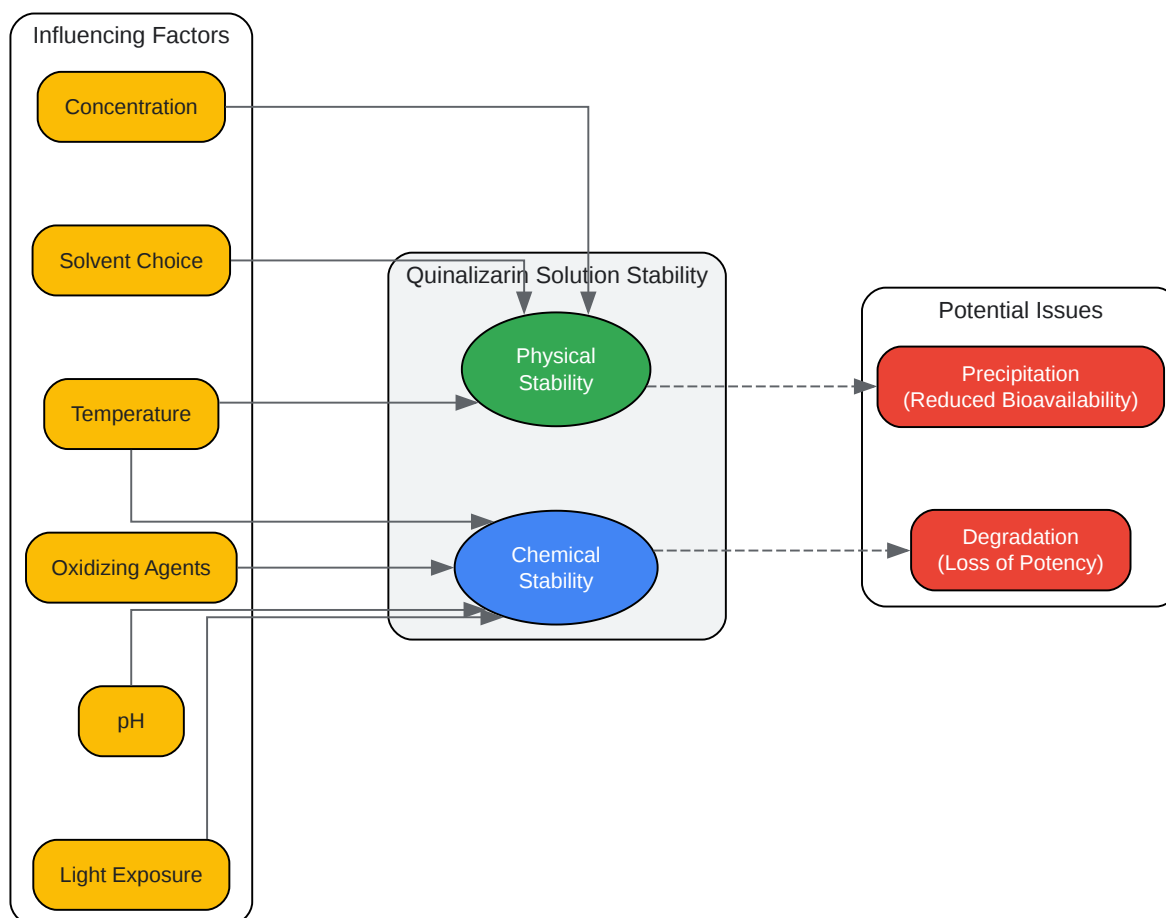 Influencing Factors
Concentration
Solvent Choice
Temperature
Oxidizing Agents
pH
Light Exposure
Quinalizarin Solution Stability
Physical
Stability
Chemical
Stability
Potential Issues
Precipitation
(Reduced Bioavailability)
Degradation
(Loss of Potency)